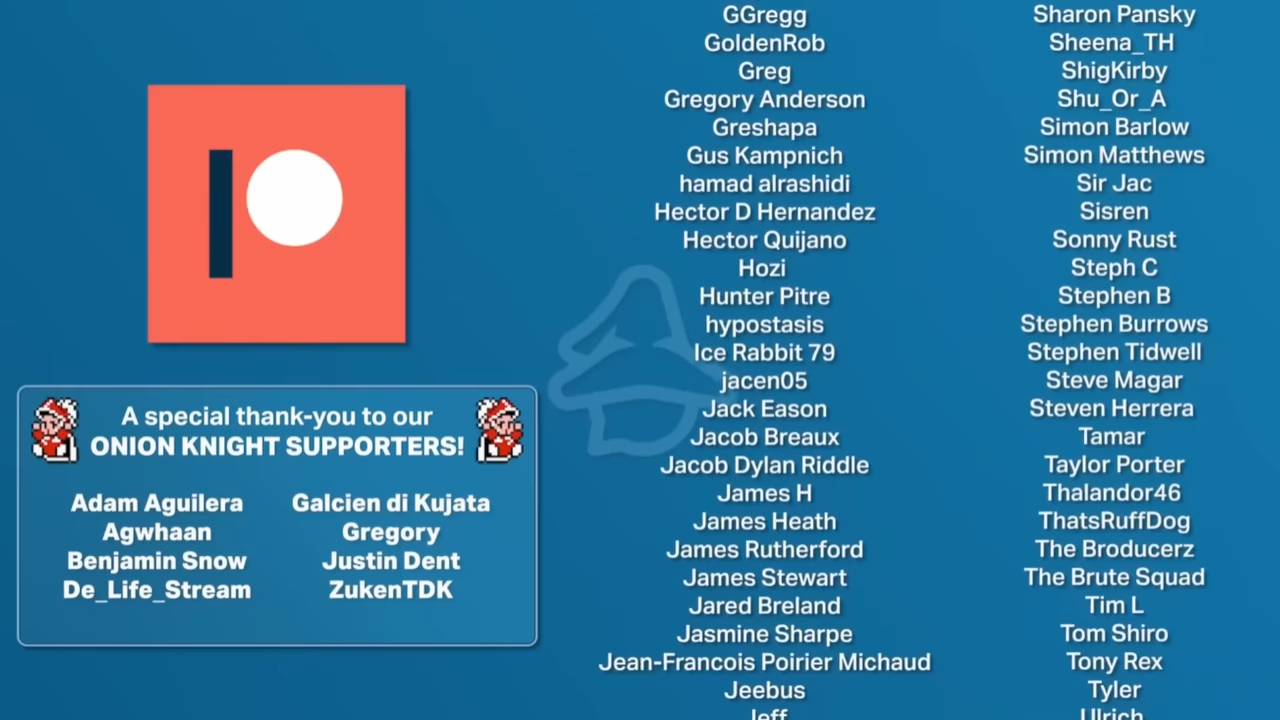 A special thank-you to our
ONION KNIGHT SUPPORTERS!
Adam Aguilera
Agwhaan
Benjamin Snow
De_Life_Stream
Galcien di Kujata
Gregory
Justin Dent
ZukenTDK
GGregg
GoldenRob
Greg
Gregory Anderson
Greshapa
Gus Kampnich
hamad alrashidi
Hector D Hernandez
Hector Quijano
Hozi
Hunter Pitre
hypostasis
Ice Rabbit 79
jacen05
Jack Eason
Jacob Breaux
Jacob Dylan Riddle
James H
James Heath
James Rutherford
James Stewart
Jared Breland
Jasmine Sharpe
Jean-Francois Poirier Michaud
Jeebus
Jeff
Sharon Pansky
Sheena_TH
ShigKirby
Shu_Or_A
Simon Barlow
Simon Matthews
Sir Jac
Sisren
Sonny Rust
Steph C
Stephen B
Stephen Burrows
Stephen Tidwell
Steve Magar
Steven Herrera
Tamar
Taylor Porter
Thalandor46
ThatsRuffDog
The Broducerz
The Brute Squad
Tim L
Tom Shiro
Tony Rex
Tyler
Ulrich